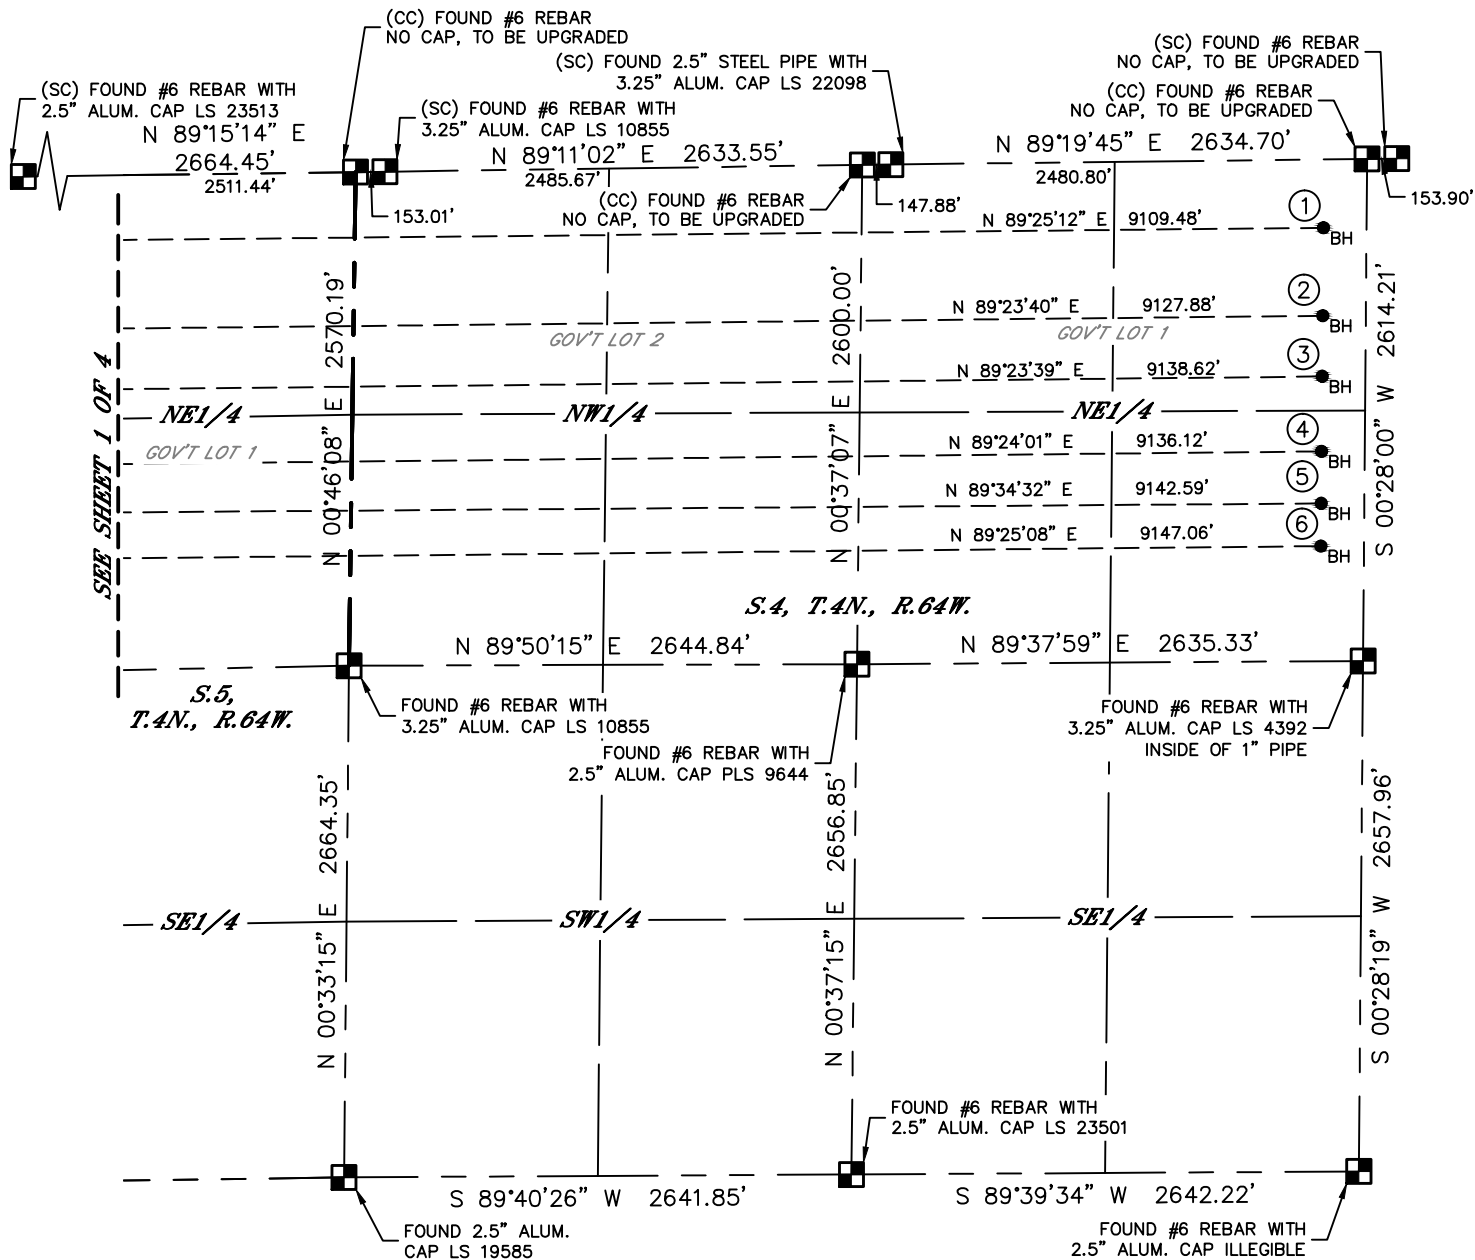 (CC) FOUND #6 REBAR
NO CAP, TO BE UPGRADED
(SC) FOUND 2.5” STEEL PIPE WITH
3.25” ALUM. CAP LS 22098
(SC) FOUND #6 REBAR
NO CAP, TO BE UPGRADED
(CC) FOUND #6 REBAR
NO CAP, TO BE UPGRADED
(SC) FOUND #6 REBAR WITH
2.5” ALUM. CAP LS 23513
(SC) FOUND #6 REBAR WITH
3.25” ALUM. CAP LS 10855
N 89°15'14” E
2664.45'
2511.44'
N 89°11'02” E 2633.55'
2485.67'
N 89°19'45” E 2634.70'
2480.80'
(CC) FOUND #6 REBAR
NO CAP, TO BE UPGRADED
153.01'
147.88'
153.90'
N 89°25'12” E 9109.48'
1
BH
N 89°23'40” E 9127.88'
2
BH
GOV'T LOT 2
GOV'T LOT 1
N 89°23'39” E 9138.62'
3
BH
NE1/4
NW1/4
NE1/4
GOV'T LOT 1
N 89°24'01” E 9136.12'
4
BH
N 89°34'32” E 9142.59'
5
BH
N 89°25'08” E 9147.06'
6
BH
SEE SHEET 1 OF 4
N 00°46'08” E 2570.19'
N 00°37'07” E 2600.00'
S 00°28'00” W 2614.21'
S.4, T.4N., R.64W.
N 89°50'15” E 2644.84'
N 89°37'59” E 2635.33'
S.5,
T.4N., R.64W.
FOUND #6 REBAR WITH
3.25” ALUM. CAP LS 10855
FOUND #6 REBAR WITH
2.5” ALUM. CAP PLS 9644
FOUND #6 REBAR WITH
3.25” ALUM. CAP LS 4392
INSIDE OF 1” PIPE
N 00°33'15” E 2664.35'
N 00°37'15” E 2656.85'
S 00°28'19” W 2657.96'
SE1/4
SW1/4
SE1/4
FOUND #6 REBAR WITH
2.5” ALUM. CAP LS 23501
S 89°40'26” W 2641.85'
S 89°39'34” W 2642.22'
FOUND 2.5” ALUM.
CAP LS 19585
FOUND #6 REBAR WITH
2.5” ALUM. CAP ILLEGIBLE